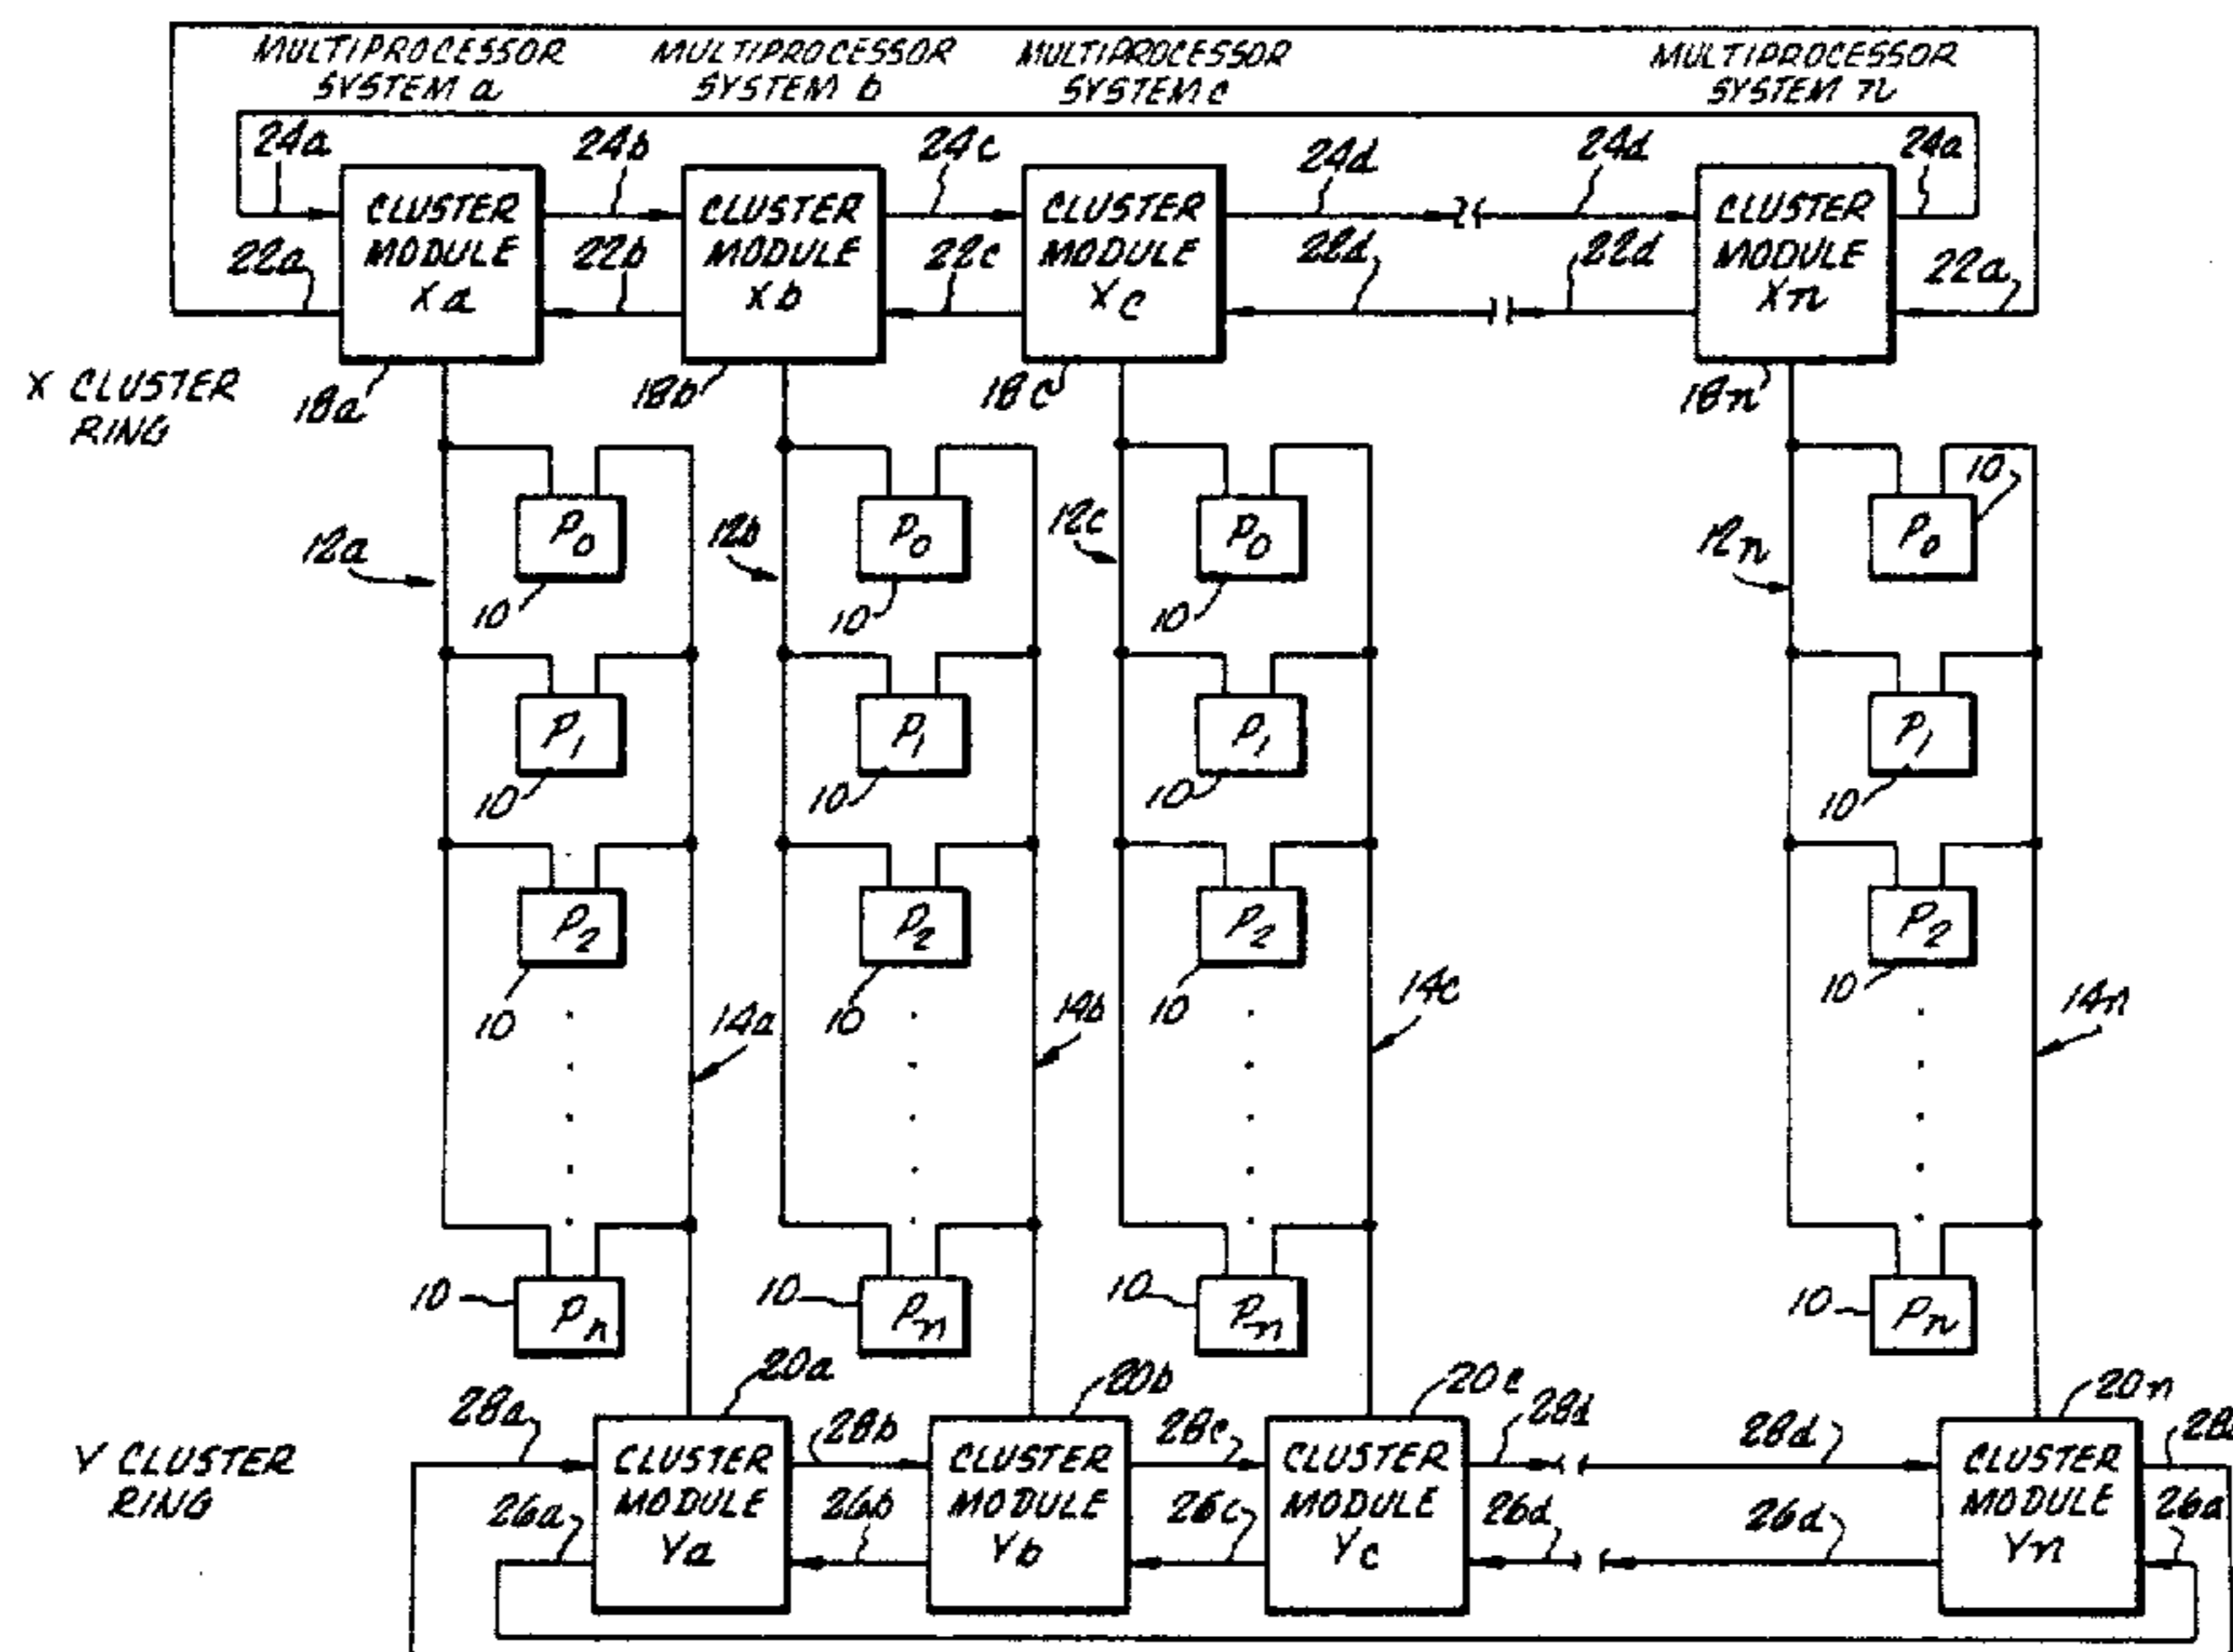 MULTIPROCESSOR
SYSTEM a
MULTIPROCESSOR
SYSTEM b
MULTIPROCESSOR
SYSTEM c
MULTIPROCESSOR
SYSTEM n
24a
24b
24c
24d
24d
24a
CLUSTER
MODULE
Xa
CLUSTER
MODULE
Xb
CLUSTER
MODULE
Xc
CLUSTER
MODULE
Xn
22a
22b
22c
22d
22d
22a
X CLUSTER
RING
18a
18b
18c
18n
P0
P0
P0
P0
10
12a
12b
12c
12n
10
10
10
P1
P1
P1
P1
10
10
10
10
P2
P2
P2
P2
10
10
10
10
14a
14b
14c
14n
10
Pn
10
Pn
10
Pn
10
Pn
20a
20b
20c
20n
28a
28b
28c
28d
28d
Y CLUSTER
RING
CLUSTER
MODULE
Ya
CLUSTER
MODULE
Yb
CLUSTER
MODULE
Yc
CLUSTER
MODULE
Yn
26a
26b
26c
26d
26d
26a